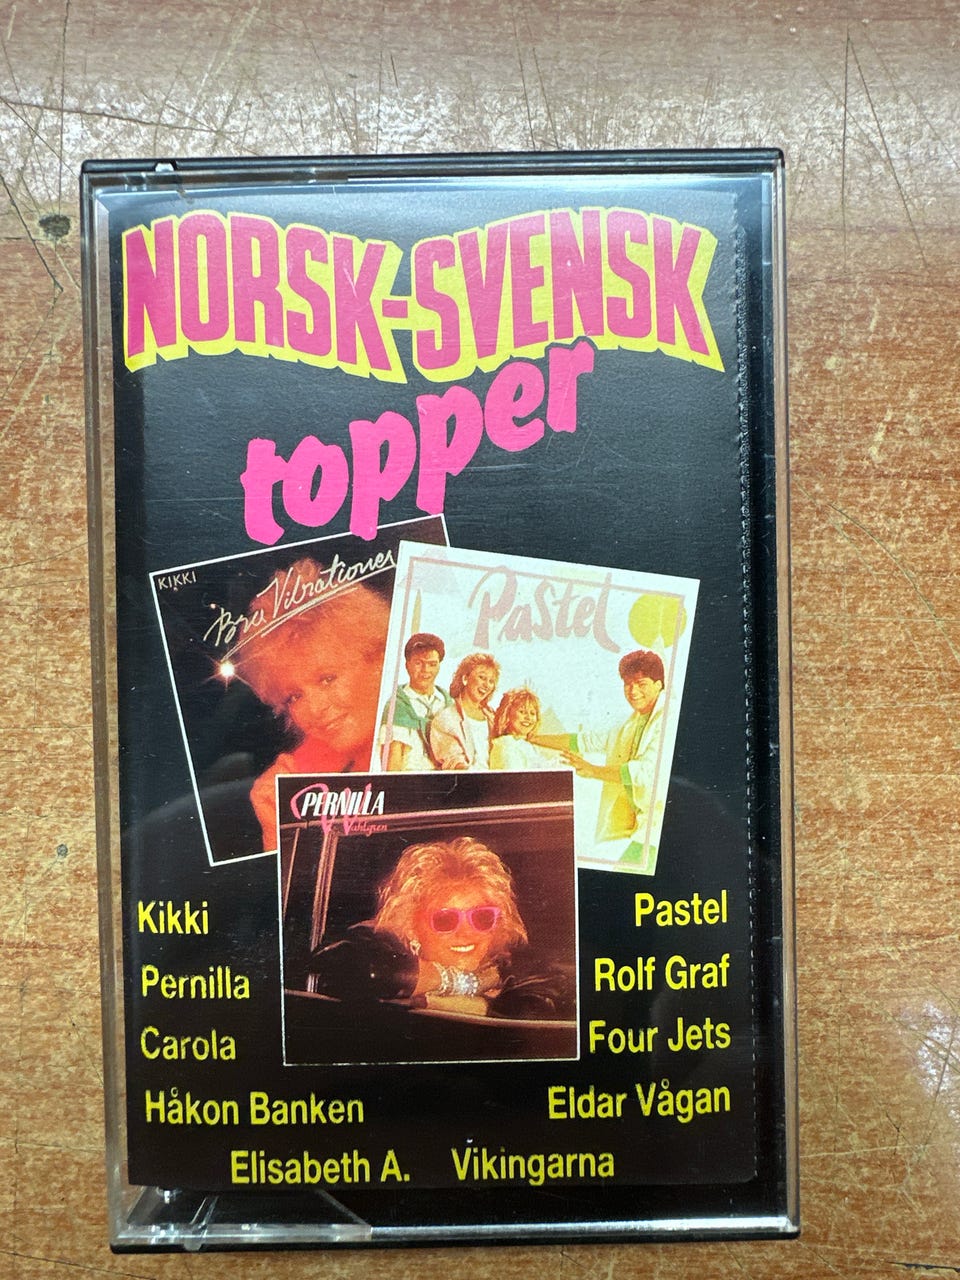 NORSK-SVENSK
topper
KIKKI
Bra Vibrationer
Pastel
PERNILLA
Wahlgren
Kikki
Pernilla
Carola
Håkon Banken
Elisabeth A.
Pastel
Rolf Graf
Four Jets
Eldar Vågan
Vikingarna